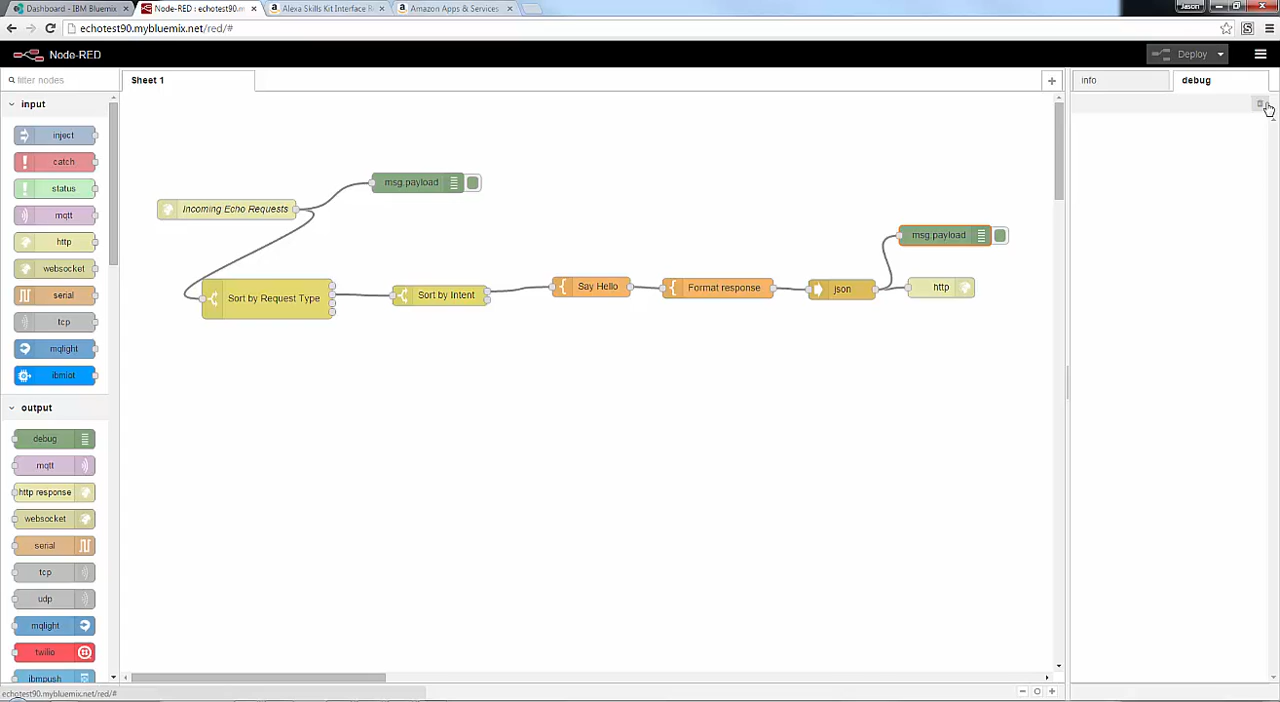 Dashboard - IBM Bluemix
Node-RED : echotest90.m
Alexa Skills Kit Interface R
Amazon Apps & Services
Jason
echotest90.mybluemix.net/red/#
Node-RED
Deploy
filter nodes
Sheet 1
info
debug
input
inject
catch
status
mqtt
http
websocket
serial
tcp
mqlight
ibmiot
output
debug
mqtt
http response
websocket
serial
tcp
udp
mqlight
twilio
ibmpush
msg.payload
Incoming Echo Requests
msg.payload
Sort by Request Type
Sort by Intent
Say Hello
Format response
json
http
echotest90.mybluemix.net/red/#